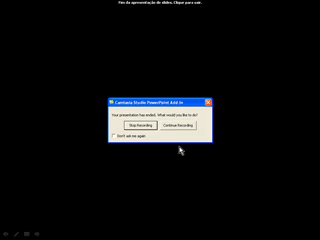 Fim da apresentação de slides. Clique para sair.
Camtasia Studio PowerPoint Add-In
Your presentation has ended. What would you like to do?
Stop Recording
Continue Recording
Don't ask me again